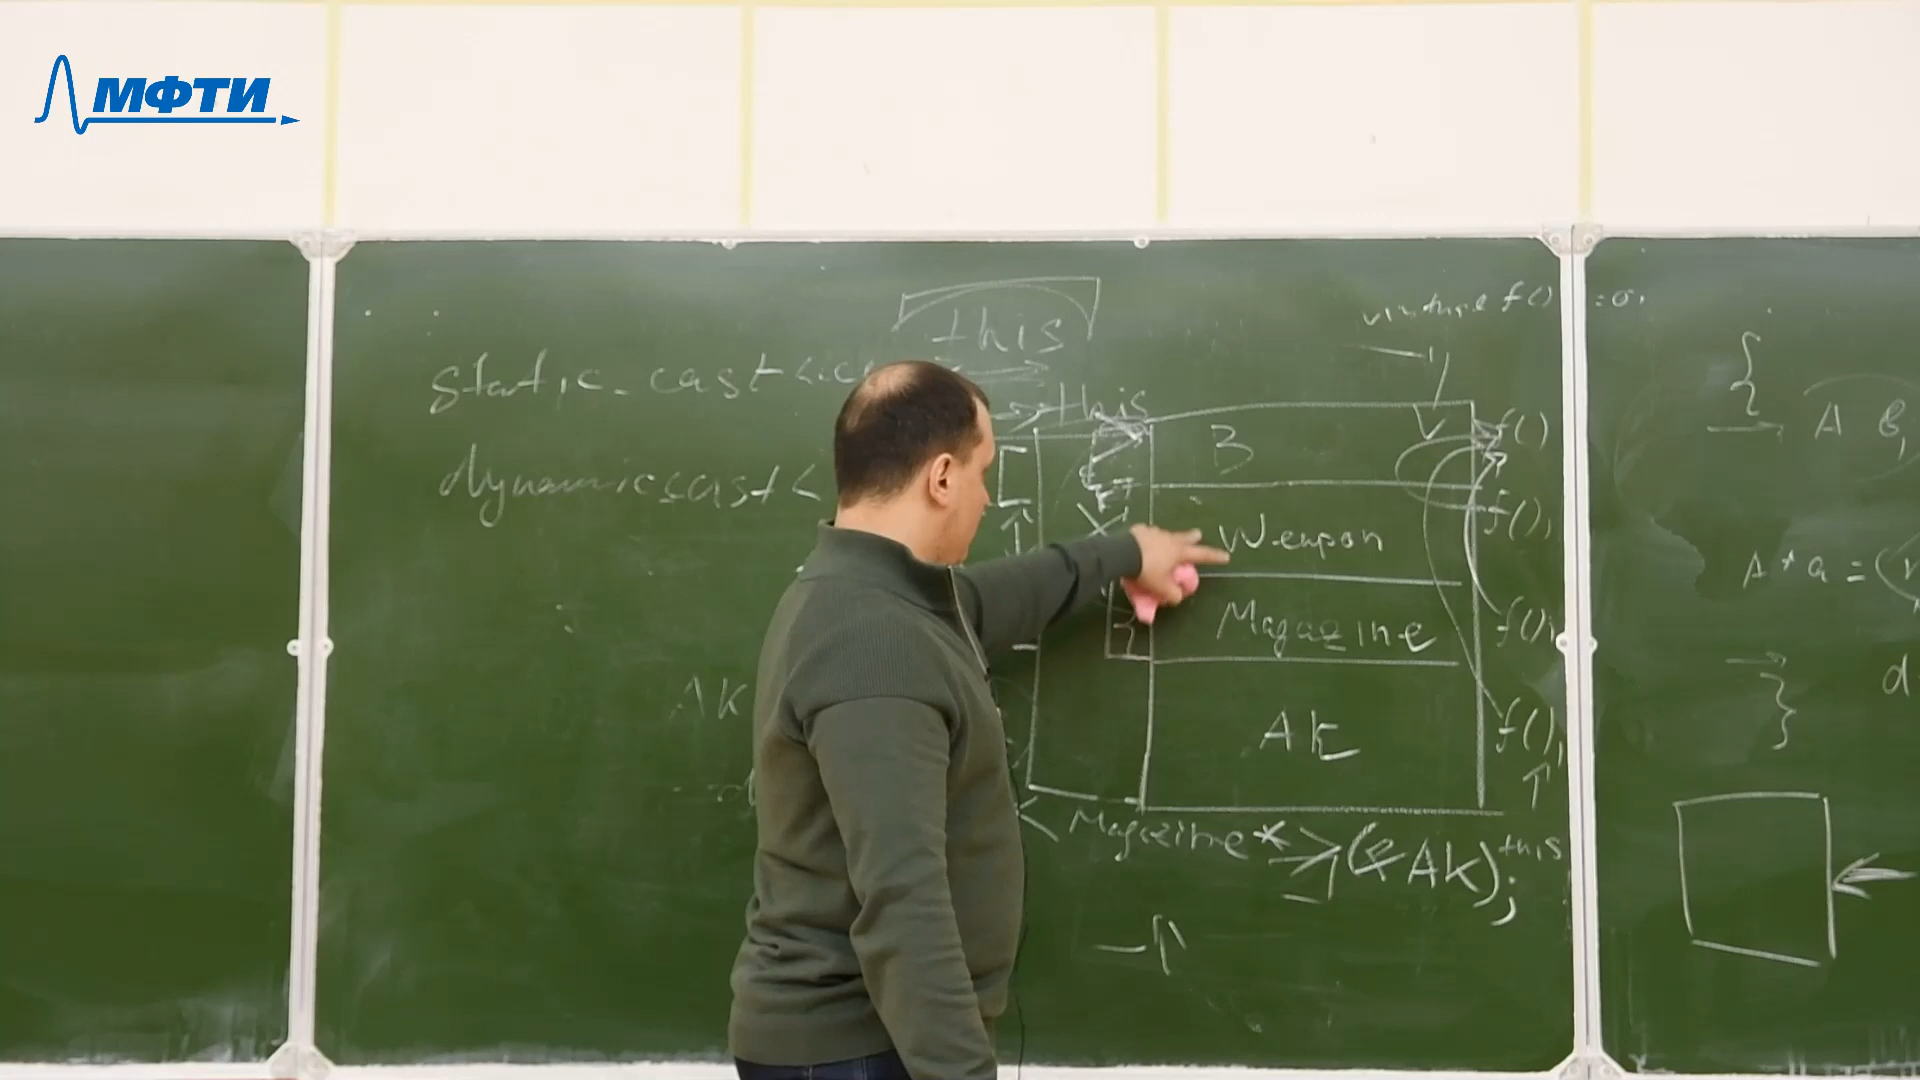 МФТИ
virtual f() =0;
this
static_cast<
this
dynamic_cast<
B
f()
Weapon
f();
Magazine
f();
AK
AK
f();
<Magazine*>(&AK);
this
{
A
A*a=
}
d